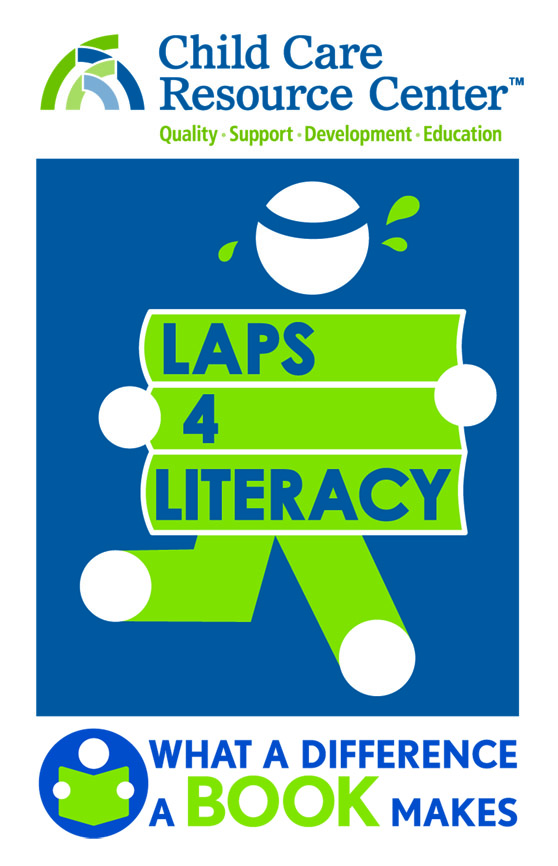 Child Care
Resource Center™
Quality · Support · Development · Education
LAPS
4
LITERACY
WHAT A DIFFERENCE
A BOOK MAKES